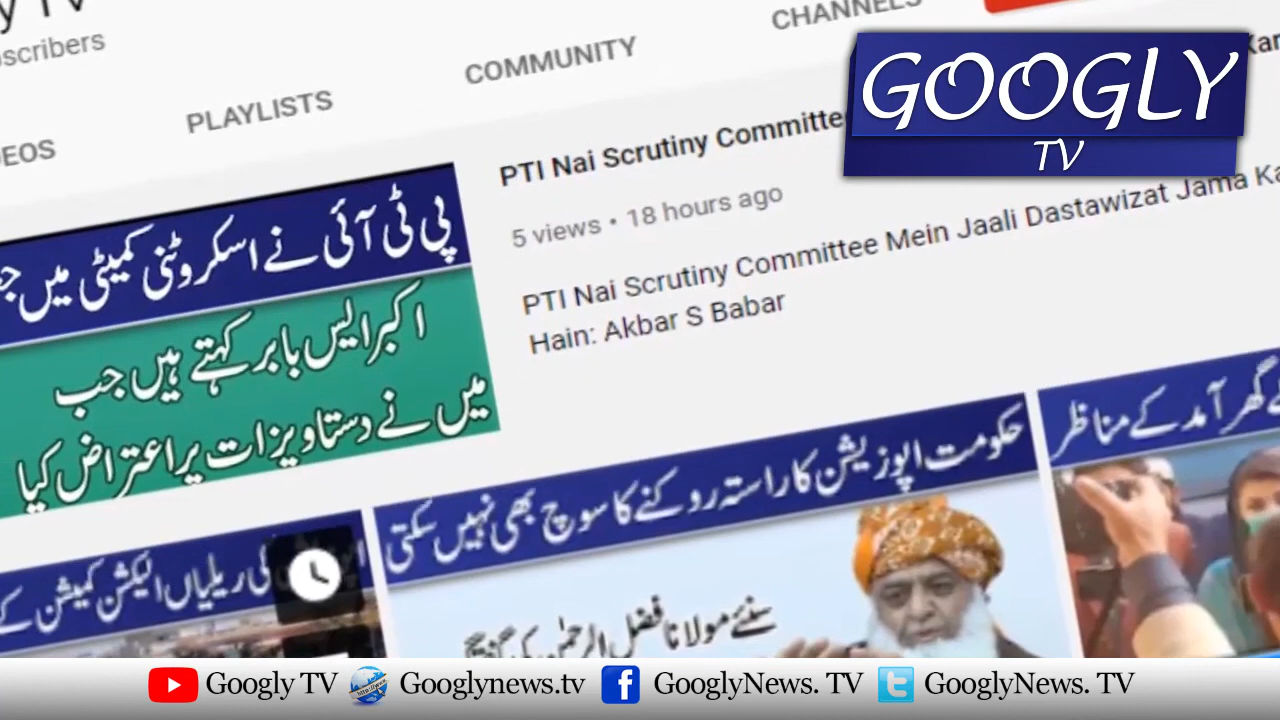 scribers
CHANNELS
COMMUNITY
PLAYLISTS
GOOGLY
TV
PTI Nai Scrutiny Committe
5 views • 18 hours ago
PTI Nai Scrutiny Committee Mein Jaali Dastawizat Jama Ka
Hain: Akbar S Babar
پی ٹی آئی نے اسکروٹنی کمیٹی میں
اکبر ایس بابر کہتے ہیں جب
میں نے دستاویزات پر اعتراض کیا
گھر آمد کے مناظر
حکومت اپوزیشن کا راستہ روکنے کا سوچ بھی نہیں سکتی
سنئے مولانا فضل الرحمٰن کی گفتگو
کی ریلیاں الیکشن کمیشن کے
Googly TV
Googlynews.tv
GooglyNews. TV
GooglyNews. TV